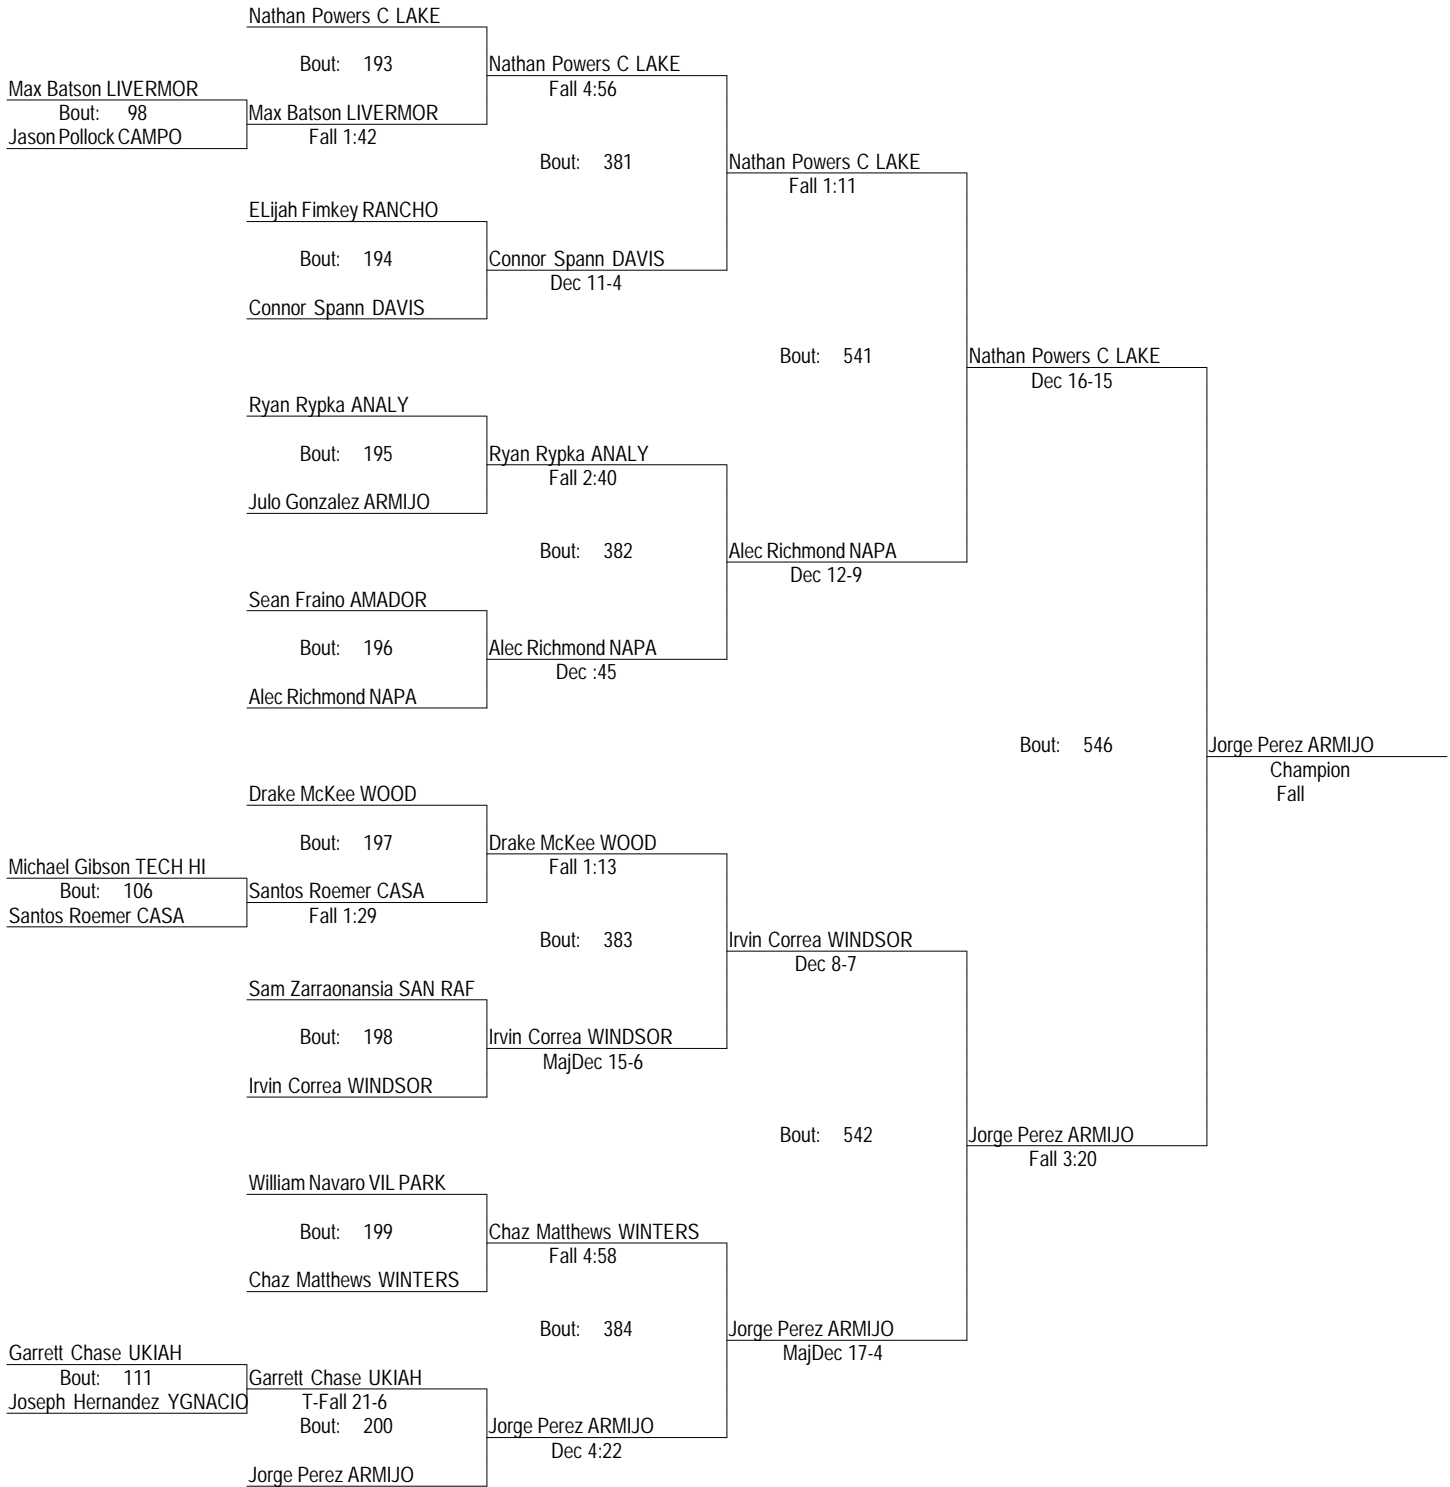 Nathan Powers C LAKE
Bout: 193
Nathan Powers C LAKE
Max Batson LIVERMOR
Fall 4:56
Bout: 98
Max Batson LIVERMOR
Jason Pollock CAMPO
Fall 1:42
Bout: 381
Nathan Powers C LAKE
Fall 1:11
ELijah Fimkey RANCHO
Bout: 194
Connor Spann DAVIS
Dec 11-4
Connor Spann DAVIS
Bout: 541
Nathan Powers C LAKE
Dec 16-15
Ryan Rypka ANALY
Bout: 195
Ryan Rypka ANALY
Fall 2:40
Julo Gonzalez ARMIJO
Bout: 382
Alec Richmond NAPA
Dec 12-9
Sean Fraino AMADOR
Bout: 196
Alec Richmond NAPA
Dec :45
Alec Richmond NAPA
Bout: 546
Jorge Perez ARMIJO
Champion
Fall
Drake McKee WOOD
Bout: 197
Drake McKee WOOD
Michael Gibson TECH HI
Fall 1:13
Bout: 106
Santos Roemer CASA
Santos Roemer CASA
Fall 1:29
Bout: 383
Irvin Correa WINDSOR
Dec 8-7
Sam Zarraonansia SAN RAF
Bout: 198
Irvin Correa WINDSOR
MajDec 15-6
Irvin Correa WINDSOR
Bout: 542
Jorge Perez ARMIJO
Fall 3:20
William Navaro VIL PARK
Bout: 199
Chaz Matthews WINTERS
Fall 4:58
Chaz Matthews WINTERS
Bout: 384
Jorge Perez ARMIJO
MajDec 17-4
Garrett Chase UKIAH
Bout: 111
Garrett Chase UKIAH
Joseph Hernandez YGNACIO
T-Fall 21-6
Bout: 200
Jorge Perez ARMIJO
Dec 4:22
Jorge Perez ARMIJO